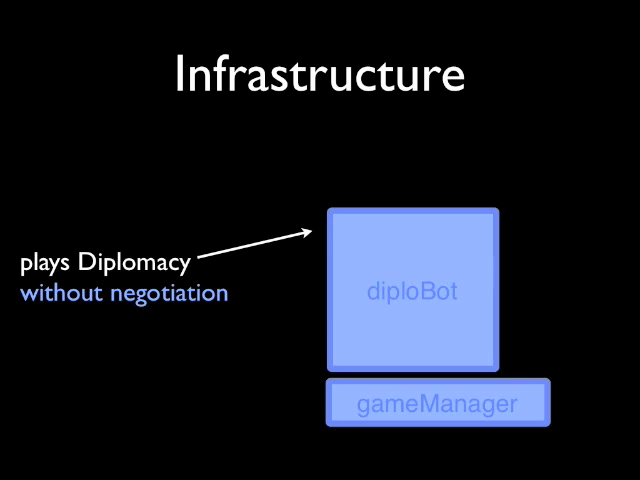 Infrastructure
plays Diplomacy
without negotiation
diploBot
gameManager